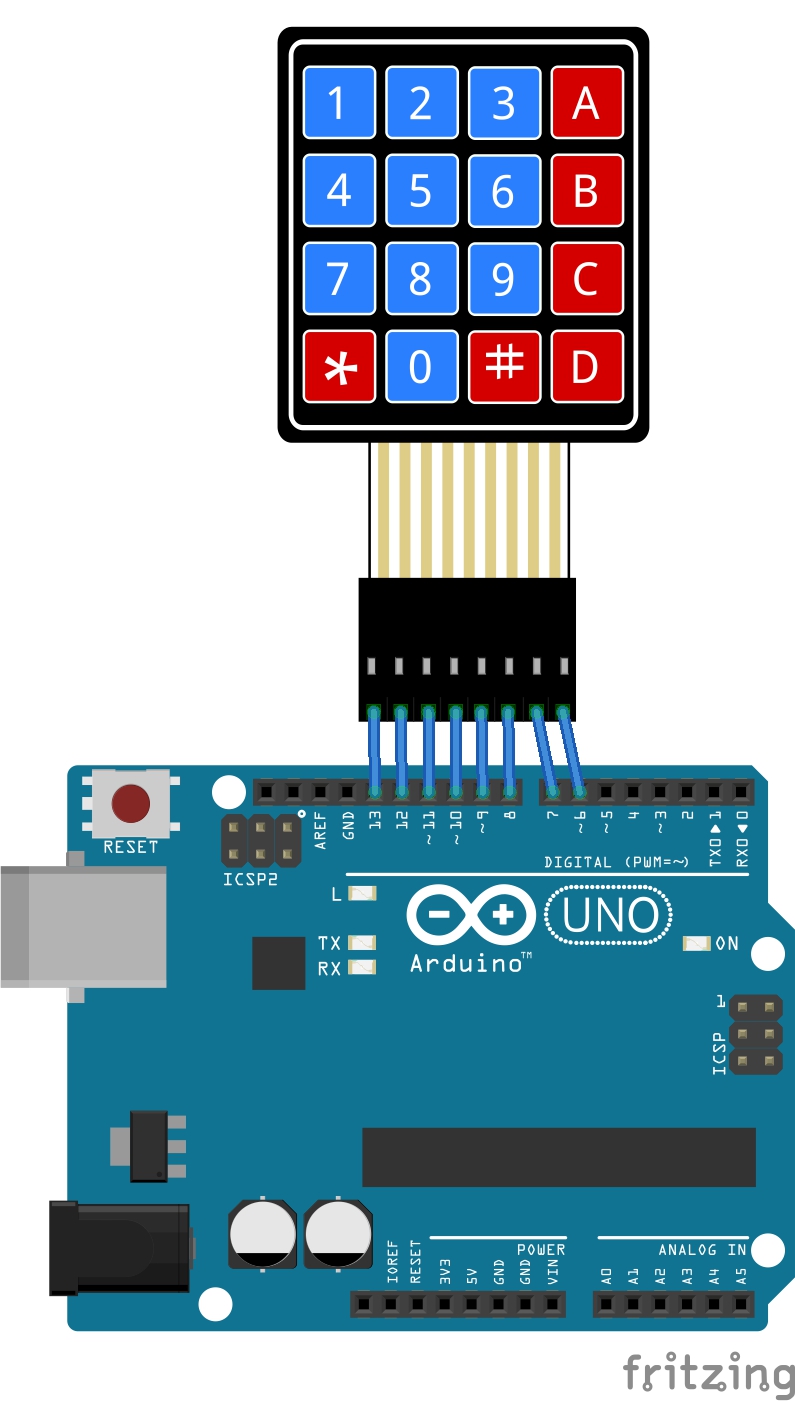 1 2 3 A
4 5 6 B
7 8 9 C
* 0 # D
RESET
ICSP2
AREF
GND
13
12
~11
~10
~9
8
7
~6
~5
4
~3
2
TX0▶1
RX0◀0
DIGITAL (PWM=~)
L
TX
RX
Arduino™
UNO
ON
1
ICSP
POWER
ANALOG IN
IOREF
RESET
3V3
5V
GND
GND
VIN
A0
A1
A2
A3
A4
A5
fritzing